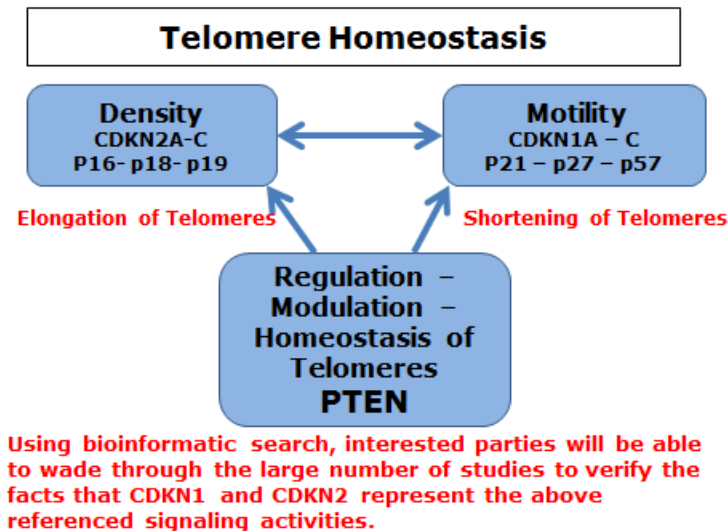 Telomere Homeostasis
Density
CDKN2A-C
P16- p18- p19
Motility
CDKN1A – C
P21 – p27 – p57
Elongation of Telomeres
Shortening of Telomeres
Regulation –
Modulation –
Homeostasis of
Telomeres
PTEN
Using bioinformatic search, interested parties will be able
to wade through the large number of studies to verify the
facts that CDKN1 and CDKN2 represent the above
referenced signaling activities.